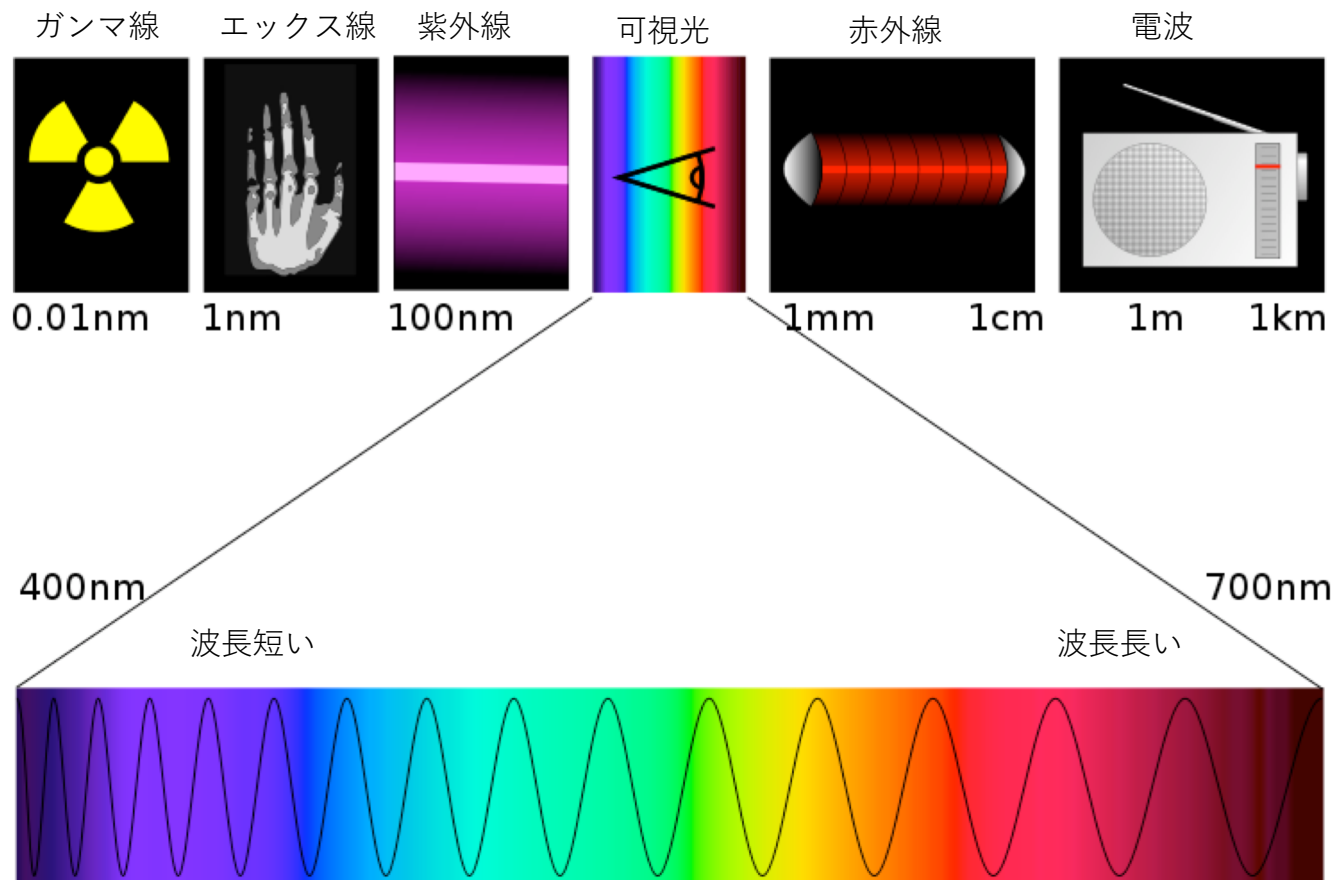 ガンマ線 エックス線 紫外線 可視光 赤外線 電波
0.01nm 1nm 100nm 1mm 1cm 1m 1km
400nm 700nm
波長短い 波長長い